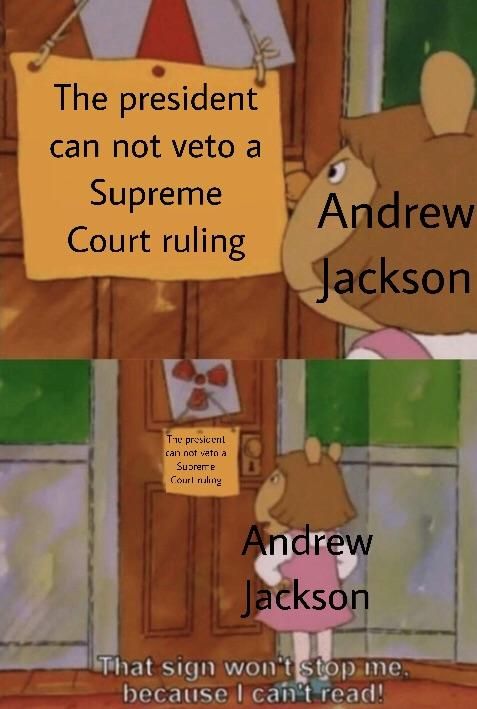 The president
can not veto a
Supreme
Court ruling
Andrew
Jackson
The president
can not veto a
Supreme
Court ruling
Andrew
Jackson
That sign won't stop me,
because I can't read!